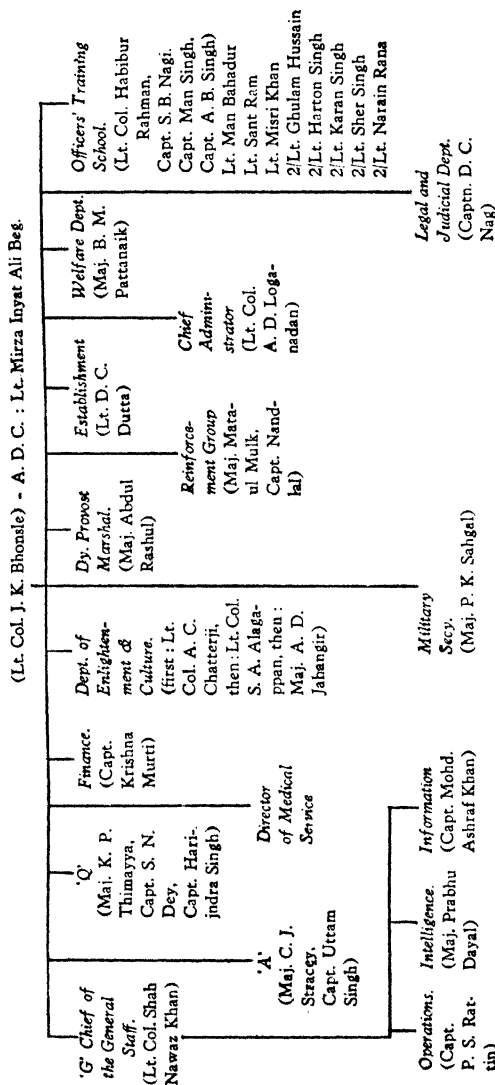 (Lt. Col. J. K. Bhonsle) - A. D. C. : Lt. Mirza Inyat Ali Beg.
'G' Chief of
the General
Staff.
(Lt. Col. Shah
Nawaz Khan)
'Q'
(Maj. K. P.
Thimayya,
Capt. S. N.
Dey,
Capt. Hari-
jndra Singh)
Finance.
(Capt.
Krishna
Murti)
Dept. of
Enlighten-
ment &
Culture.
(first : Lt.
Col. A. C.
Chatterji,
then : Lt. Col.
S. A. Alaga-
ppan, then :
Maj. A. D.
Jahangir)
Dy. Provost
Marshal.
(Maj. Abdul
Rashul)
Establishment
(Lt. D. C.
Dutta)
Welfare Dept.
(Maj. B. M.
Pattanaik)
Officers' Training
School.
(Lt. Col. Habibur
Rahman,
Capt. S. B. Nagi.
Capt. Man Singh,
Capt. A. B. Singh)
Lt. Man Bahadur
Lt. Sant Ram
Lt. Misri Khan
2/Lt. Ghulam Hussain
2/Lt. Harton Singh
2/Lt. Karan Singh
2/Lt. Sher Singh
2/Lt. Narain Rana
'A'
(Maj. C. J.
Stracey,
Capt. Uttam
Singh)
Director
of Medical
Service
Reinforce-
ment Group
(Maj. Mata-
ul Mulk,
Capt. Nand-
lal)
Chief
Admini-
strator
(Lt. Col.
A. D. Loga-
nadan)
Operations.
(Capt.
P. S. Rat-
tin)
Intelligence.
(Maj. Prabhu
Dayal)
Information
(Capt. Mohd.
Ashraf Khan)
Military
Secy.
(Maj. P. K. Sahgal)
Legal and
Judicial Dept.
(Captn. D. C.
Nag)